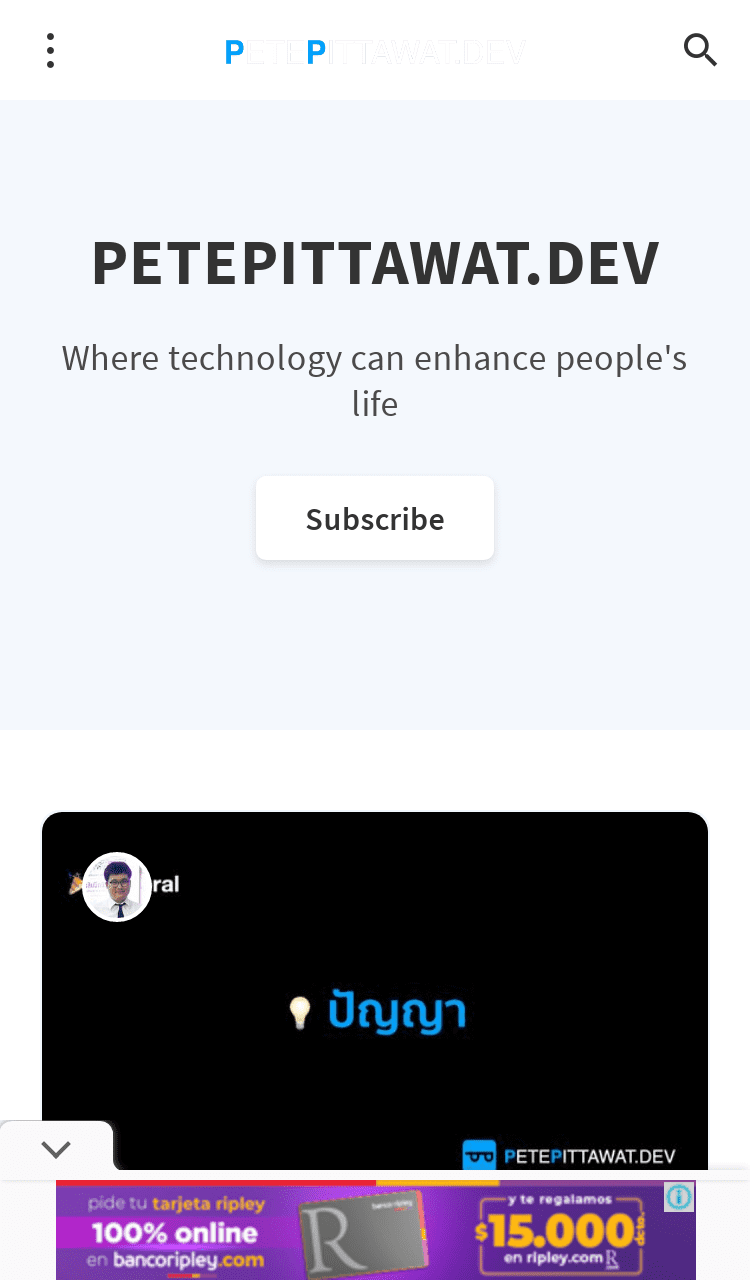 PETEPITTAWAT.DEV
PETEPITTAWAT.DEV
Where technology can enhance people's
life
Subscribe
ral
ปัญญา
PETEPITTAWAT.DEV
pide tu tarjeta ripley
100% online
en bancoripley.com
R
y te regalamos
$15.000 dcto.
en ripley.com R